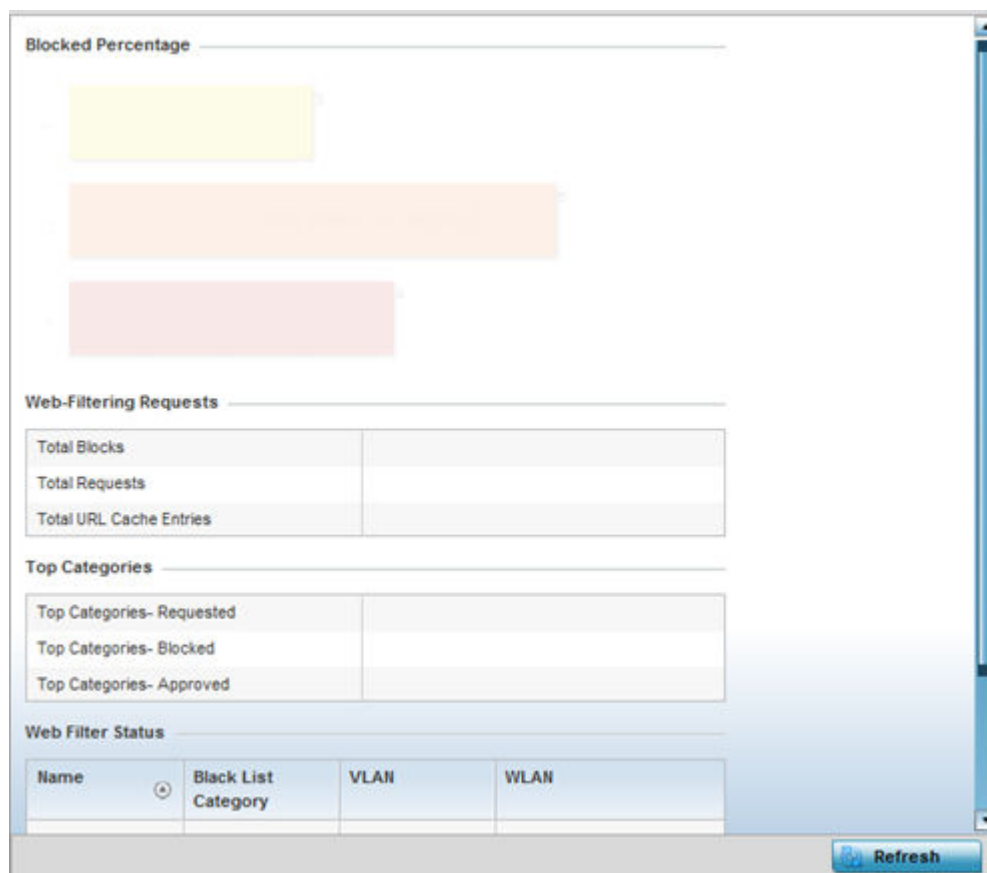 Blocked Percentage
Web-Filtering Requests
Total Blocks
Total Requests
Total URL Cache Entries
Top Categories
Top Categories- Requested
Top Categories- Blocked
Top Categories- Approved
Web Filter Status
Name
Black List
Category
VLAN
WLAN
Refresh